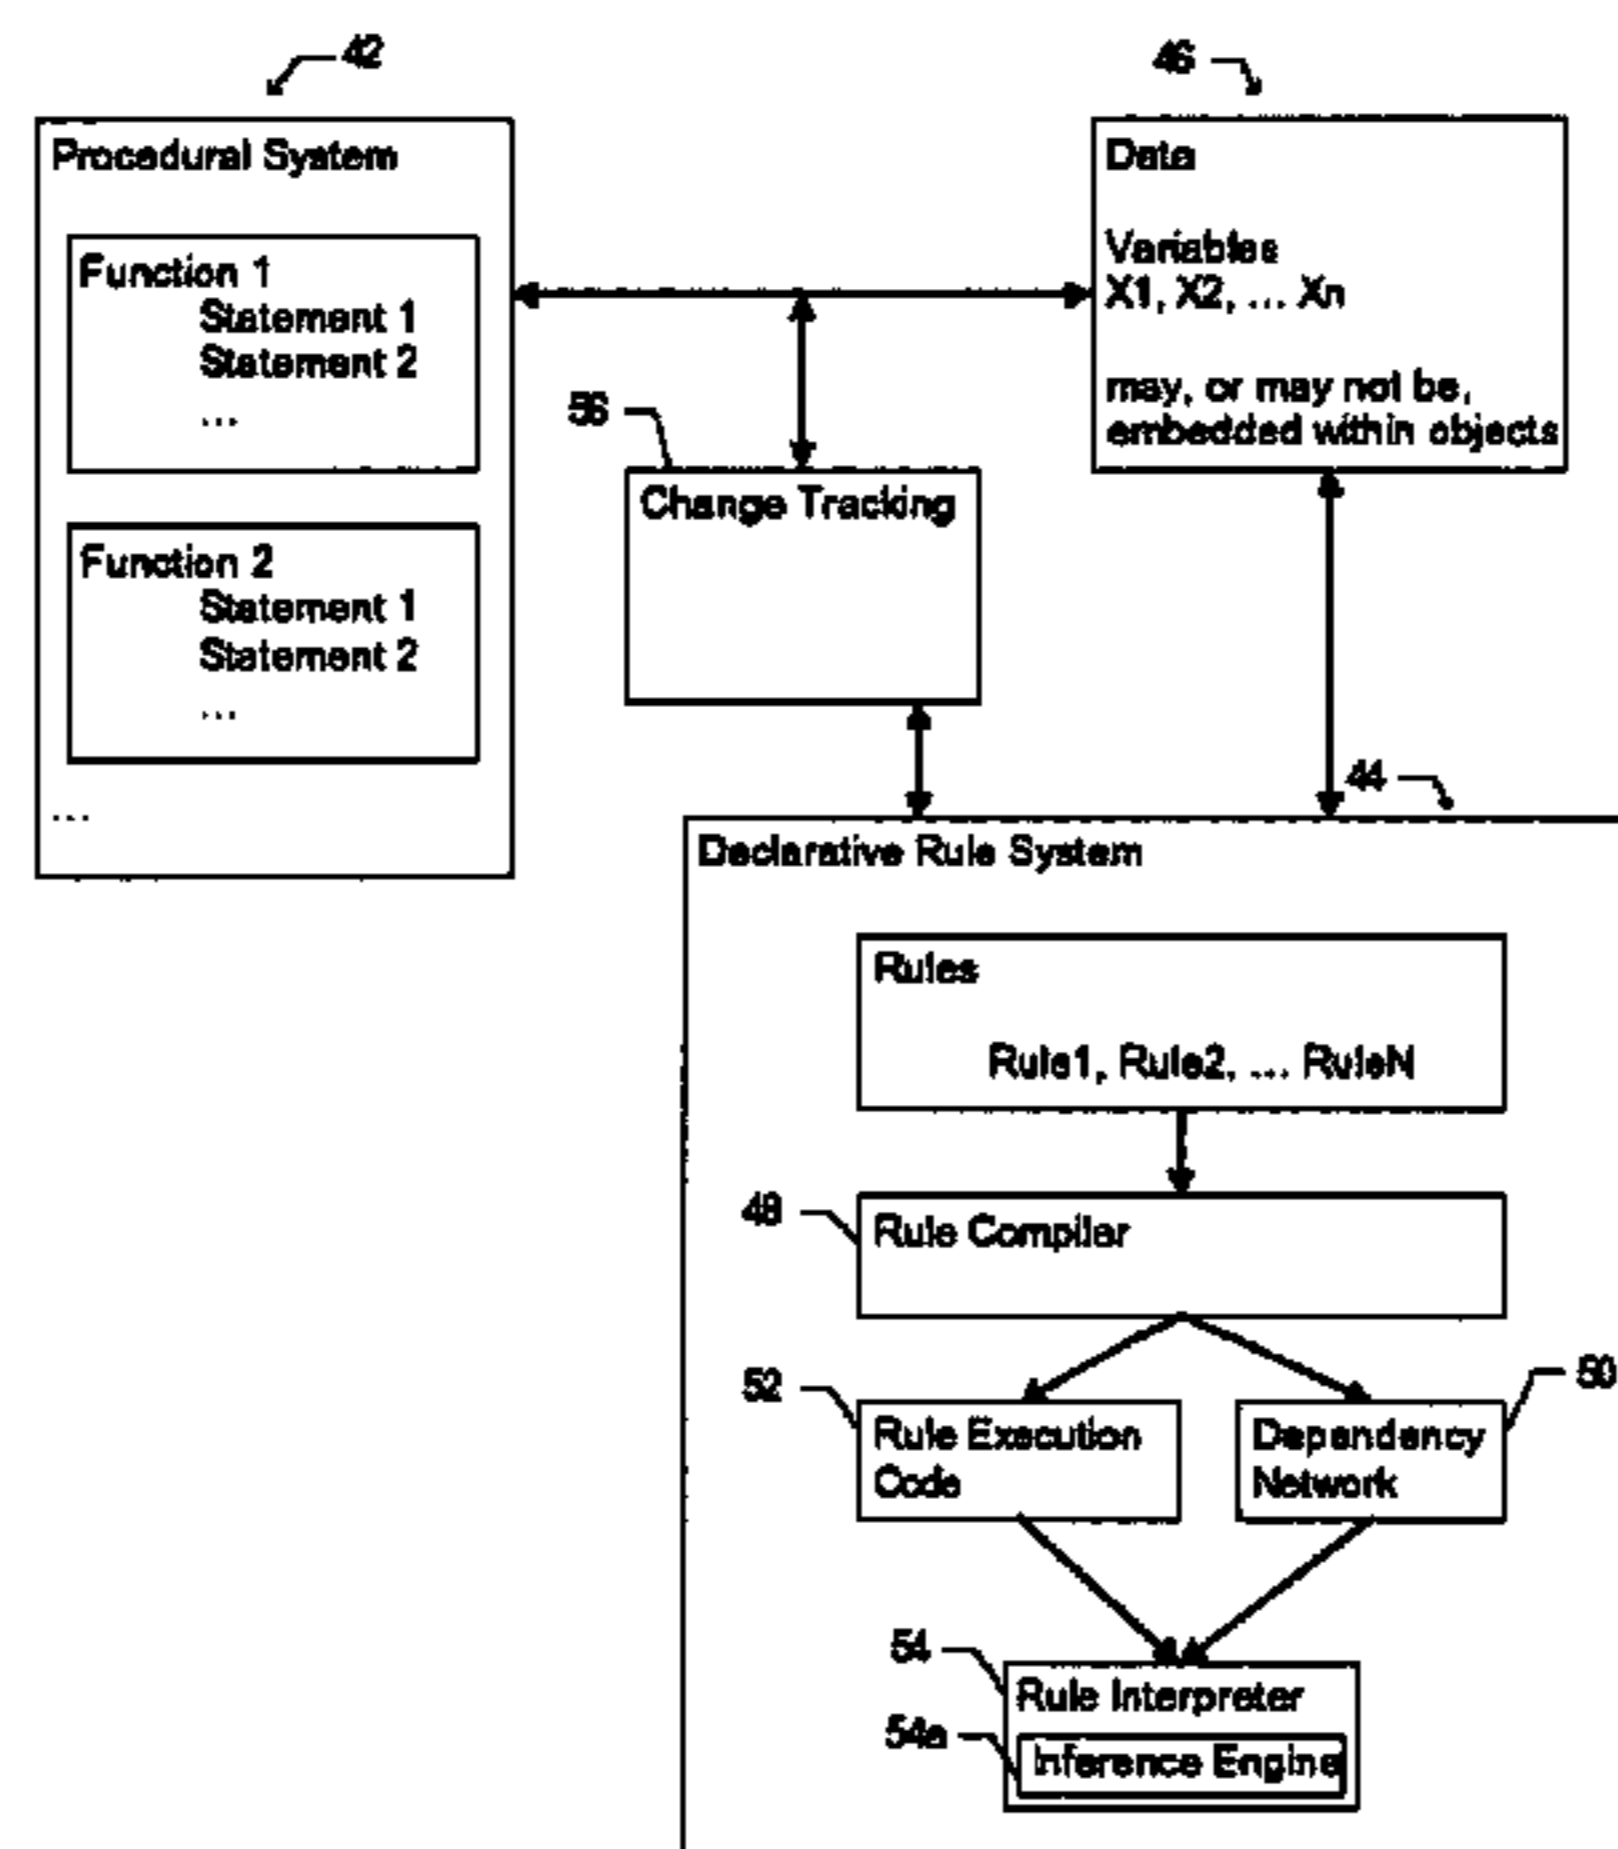 42
46
Procedural System
Function 1
Statement 1
Statement 2
...
Function 2
Statement 1
Statement 2
...
...
Data
Variables
X1, X2, ... Xn
may, or may not be,
embedded within objects
56
Change Tracking
44
Declarative Rule System
Rules
Rule1, Rule2, ... RuleN
48
Rule Compiler
52
Rule Execution
Code
50
Dependency
Network
54
Rule Interpreter
54a
Inference Engine